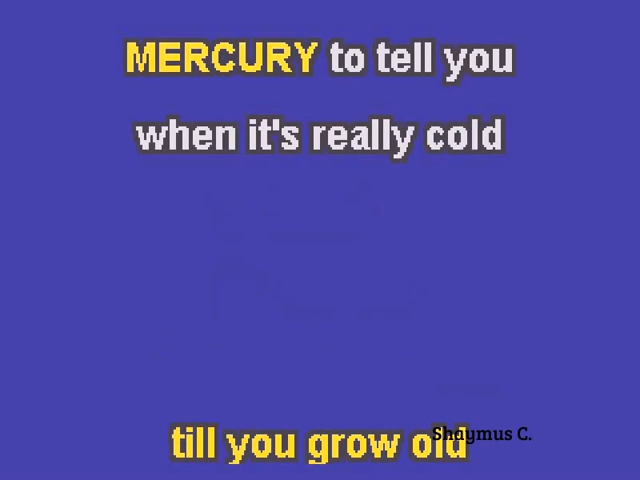 MERCURY to tell you
when it's really cold
till you grow old
Shaymus C.